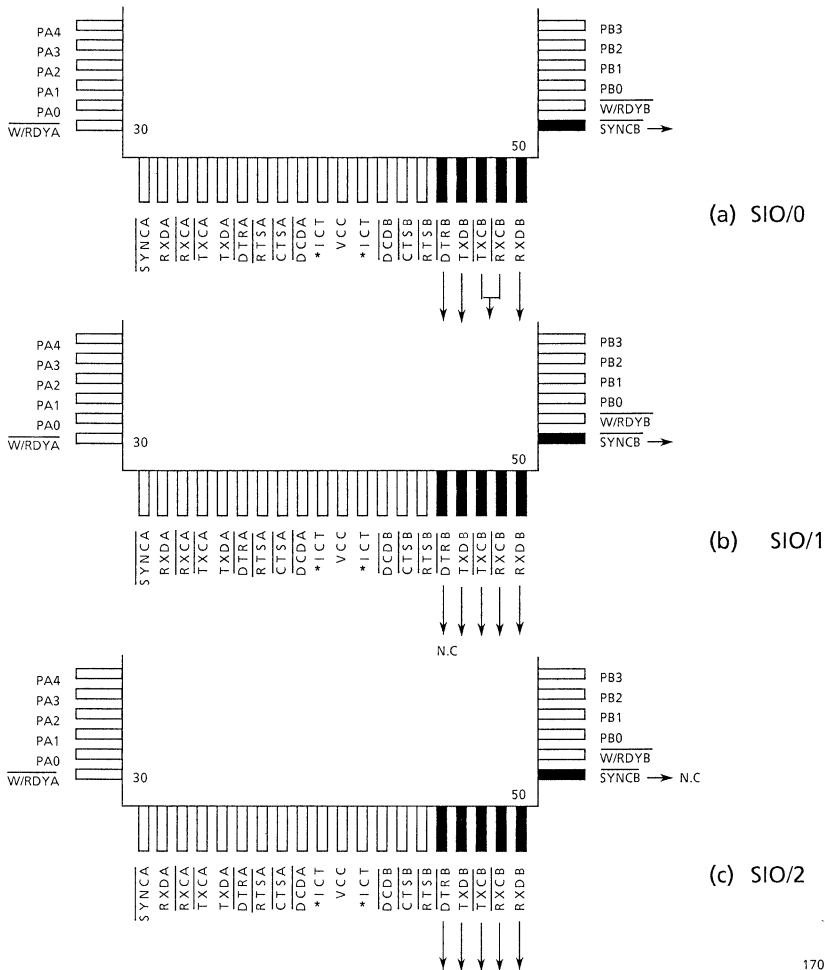 PA4 PB3
PA3 PB2
PA2 PB1
PA1 PB0
PA0 W/RDYB
W/RDYA 30 SYNCB
50
SYNCA RXDA RXCA TXCA TXDA DTRA RTSA CTSA DCDA *ICT VCC *ICT DCDB CTSB RTSB DTRB TXDB TXCB RXCB RXDB
(a) SIO/0
PA4 PB3
PA3 PB2
PA2 PB1
PA1 PB0
PA0 W/RDYB
W/RDYA 30 SYNCB
50
SYNCA RXDA RXCA TXCA TXDA DTRA RTSA CTSA DCDA *ICT VCC *ICT DCDB CTSB RTSB DTRB TXDB TXCB RXCB RXDB
(b) SIO/1
N.C
PA4 PB3
PA3 PB2
PA2 PB1
PA1 PB0
PA0 W/RDYB
W/RDYA 30 SYNCB N.C
50
SYNCA RXDA RXCA TXCA TXDA DTRA RTSA CTSA DCDA *ICT VCC *ICT DCDB CTSB RTSB DTRB TXDB TXCB RXCB RXDB
(c) SIO/2
170